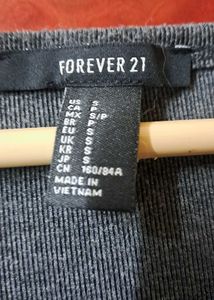 FOREVER 21
US S
CA P
MX S/P
BR P
EU S
UK S
KR S
JP S
CN 160/84A
MADE IN
VIETNAM